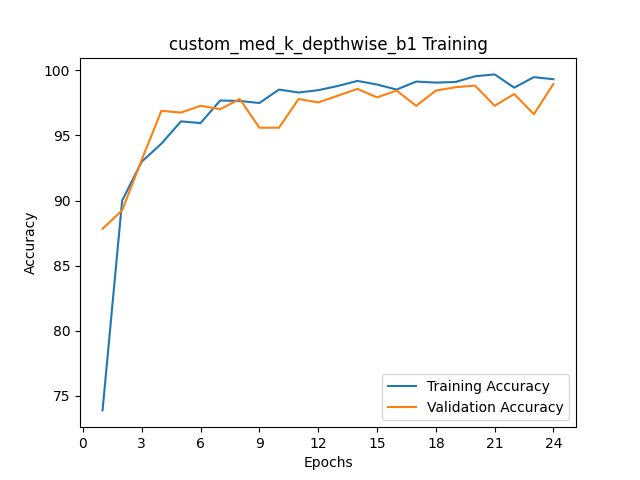 custom_med_k_depthwise_b1 Training
100
95
90
85
80
75
Accuracy
0 3 6 9 12 15 18 21 24
Epochs
Training Accuracy
Validation Accuracy